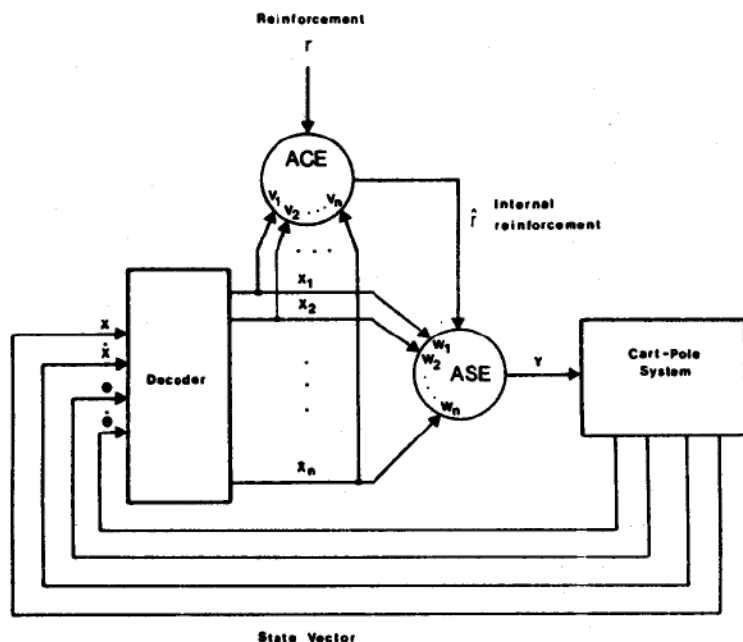 Reinforcement
r
ACE
v₁
v₂ . . . vₙ
. . .
Internal
reinforcement
r̂
x₁
x₂
x
ẋ
θ
θ̇
Decoder
w₁
w₂
ASE
wₙ
y
Cart-Pole
System
xₙ
State Vector